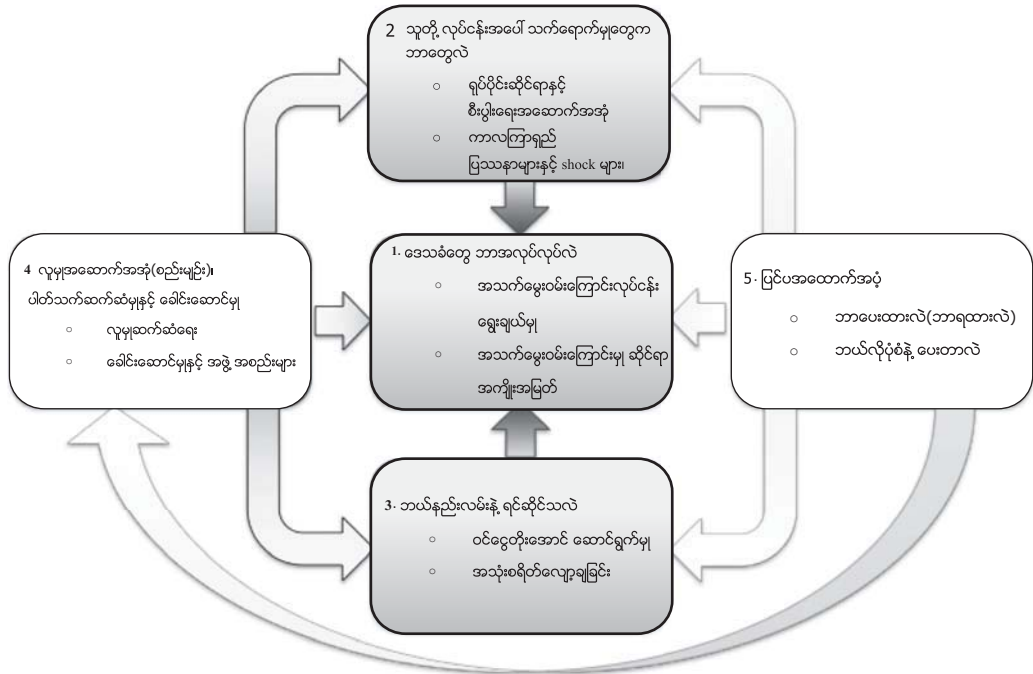 2 သူတို့ လုပ်ငန်းအပေါ် သက်ရောက်မှုတွေက
ဘာတွေလဲ
○ ရုပ်ပိုင်းဆိုင်ရာနှင့်
စီးပွါးရေးအဆောက်အအုံ
○ ကာလကြာရှည်
ပြဿနာများနှင့် shock များ၊
1. ဒေသခံတွေ ဘာအလုပ်လုပ်လဲ
○ အသက်မွေးဝမ်းကြောင်းလုပ်ငန်း
ရွေးချယ်မှု
○ အသက်မွေးဝမ်းကြောင်းမှု ဆိုင်ရာ
အကျိုးအမြတ်
4 လူမှုအဆောက်အအုံ(စည်းမျဉ်း)၊
ပါတ်သက်ဆက်ဆံမှုနှင့် ခေါင်းဆောင်မှု
○ လူမှုဆက်ဆံရေး
○ ခေါင်းဆောင်မှုနှင့် အဖွဲ့ အစည်းများ
5. ပြင်ပအထောက်အပံ့
○ ဘာပေးထားလဲ(ဘာရထားလဲ)
○ ဘယ်လိုပုံစံနဲ့ ပေးတာလဲ
3. ဘယ်နည်းလမ်းနဲ့ ရင်ဆိုင်သလဲ
○ ဝင်ငွေတိုးအောင် ဆောင်ရွက်မှု
○ အသုံးစရိတ်လျော့ချခြင်း